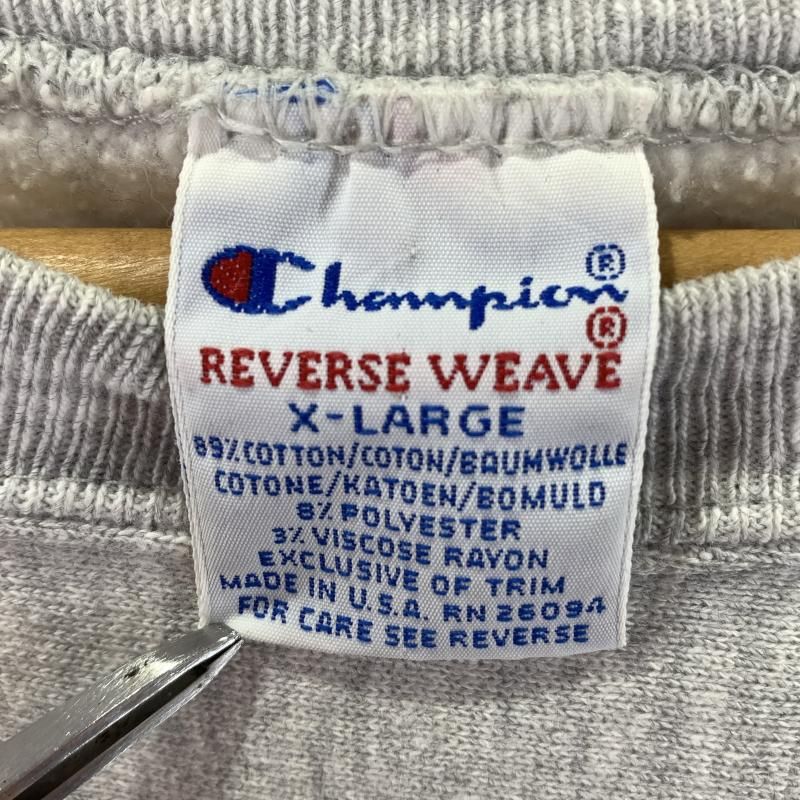 Champion®
REVERSE WEAVE®
X-LARGE
89%COTTON/COTON/BAUMWOLLE
COTONE/KATOEN/BOMULD
8% POLYESTER
3% VISCOSE RAYON
EXCLUSIVE OF TRIM
MADE IN U.S.A. RN 26094
FOR CARE SEE REVERSE